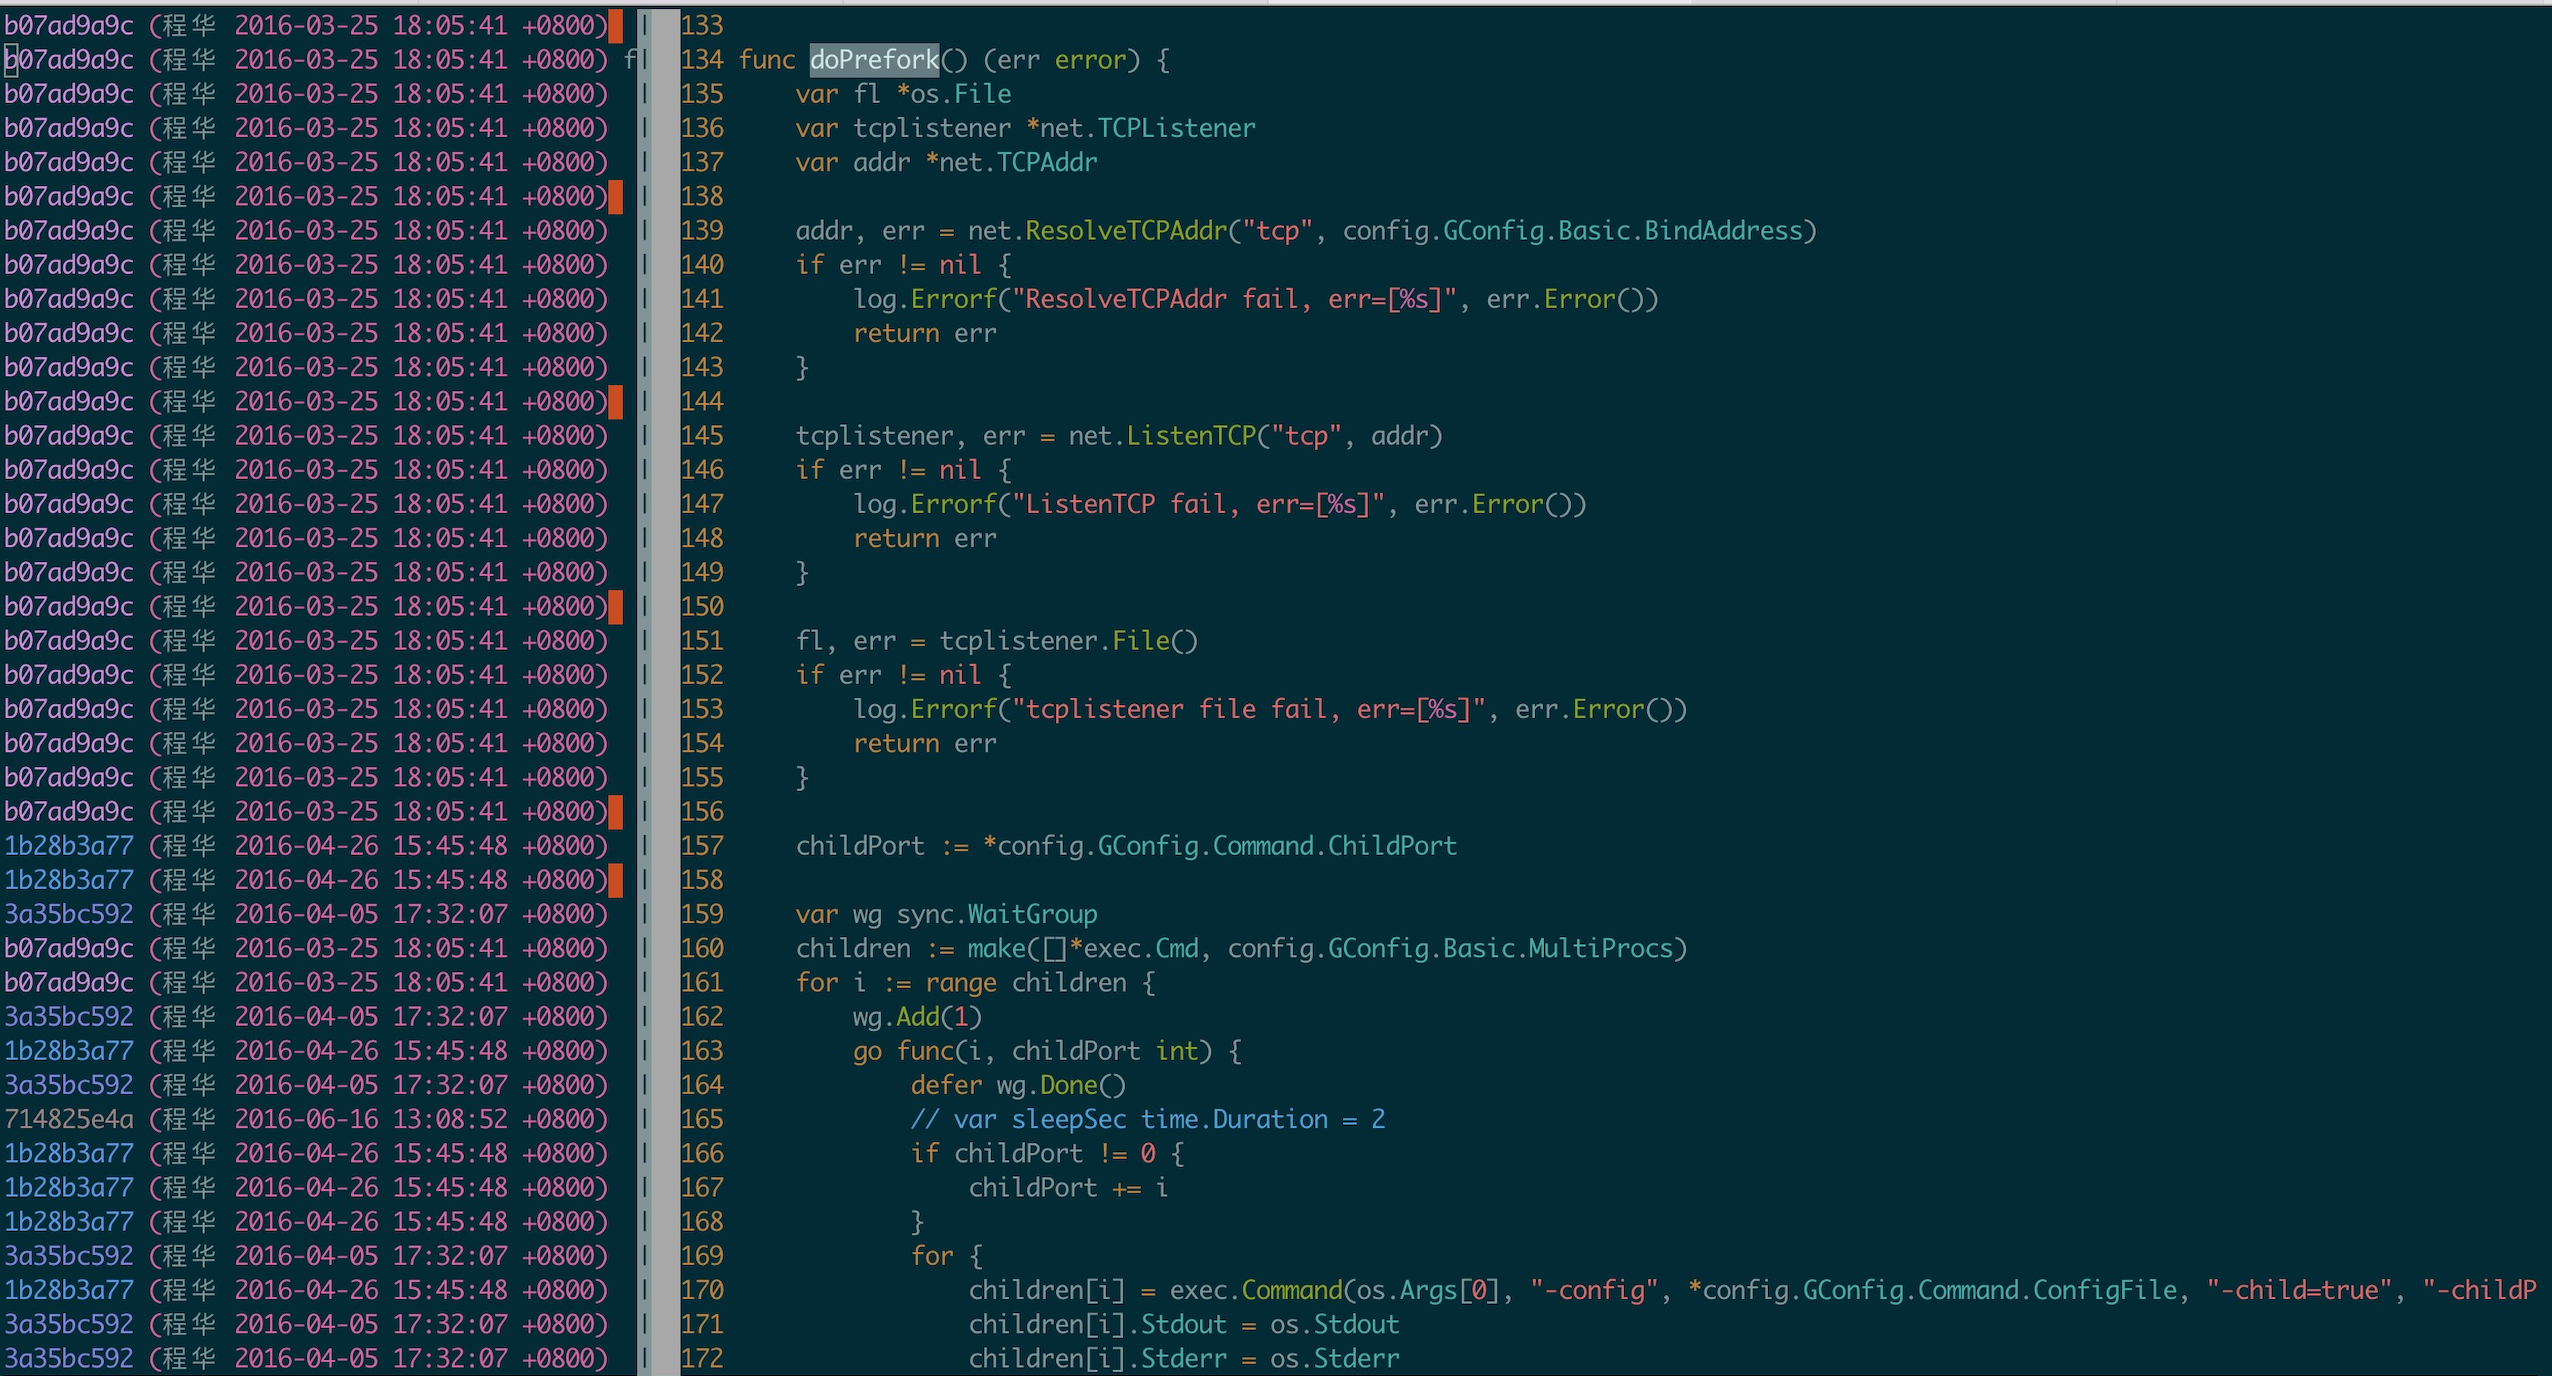 b07ad9a9c (程华 2016-03-25 18:05:41 +0800) | 133
b07ad9a9c (程华 2016-03-25 18:05:41 +0800) f| 134 func doPrefork() (err error) {
b07ad9a9c (程华 2016-03-25 18:05:41 +0800) | 135 var fl *os.File
b07ad9a9c (程华 2016-03-25 18:05:41 +0800) | 136 var tcplistener *net.TCPListener
b07ad9a9c (程华 2016-03-25 18:05:41 +0800) | 137 var addr *net.TCPAddr
b07ad9a9c (程华 2016-03-25 18:05:41 +0800) | 138
b07ad9a9c (程华 2016-03-25 18:05:41 +0800) | 139 addr, err = net.ResolveTCPAddr("tcp", config.GConfig.Basic.BindAddress)
b07ad9a9c (程华 2016-03-25 18:05:41 +0800) | 140 if err != nil {
b07ad9a9c (程华 2016-03-25 18:05:41 +0800) | 141 log.Errorf("ResolveTCPAddr fail, err=[%s]", err.Error())
b07ad9a9c (程华 2016-03-25 18:05:41 +0800) | 142 return err
b07ad9a9c (程华 2016-03-25 18:05:41 +0800) | 143 }
b07ad9a9c (程华 2016-03-25 18:05:41 +0800) | 144
b07ad9a9c (程华 2016-03-25 18:05:41 +0800) | 145 tcplistener, err = net.ListenTCP("tcp", addr)
b07ad9a9c (程华 2016-03-25 18:05:41 +0800) | 146 if err != nil {
b07ad9a9c (程华 2016-03-25 18:05:41 +0800) | 147 log.Errorf("ListenTCP fail, err=[%s]", err.Error())
b07ad9a9c (程华 2016-03-25 18:05:41 +0800) | 148 return err
b07ad9a9c (程华 2016-03-25 18:05:41 +0800) | 149 }
b07ad9a9c (程华 2016-03-25 18:05:41 +0800) | 150
b07ad9a9c (程华 2016-03-25 18:05:41 +0800) | 151 fl, err = tcplistener.File()
b07ad9a9c (程华 2016-03-25 18:05:41 +0800) | 152 if err != nil {
b07ad9a9c (程华 2016-03-25 18:05:41 +0800) | 153 log.Errorf("tcplistener file fail, err=[%s]", err.Error())
b07ad9a9c (程华 2016-03-25 18:05:41 +0800) | 154 return err
b07ad9a9c (程华 2016-03-25 18:05:41 +0800) | 155 }
b07ad9a9c (程华 2016-03-25 18:05:41 +0800) | 156
1b28b3a77 (程华 2016-04-26 15:45:48 +0800) | 157 childPort := *config.GConfig.Command.ChildPort
1b28b3a77 (程华 2016-04-26 15:45:48 +0800) | 158
3a35bc592 (程华 2016-04-05 17:32:07 +0800) | 159 var wg sync.WaitGroup
b07ad9a9c (程华 2016-03-25 18:05:41 +0800) | 160 children := make([]*exec.Cmd, config.GConfig.Basic.MultiProcs)
b07ad9a9c (程华 2016-03-25 18:05:41 +0800) | 161 for i := range children {
3a35bc592 (程华 2016-04-05 17:32:07 +0800) | 162 wg.Add(1)
1b28b3a77 (程华 2016-04-26 15:45:48 +0800) | 163 go func(i, childPort int) {
3a35bc592 (程华 2016-04-05 17:32:07 +0800) | 164 defer wg.Done()
714825e4a (程华 2016-06-16 13:08:52 +0800) | 165 // var sleepSec time.Duration = 2
1b28b3a77 (程华 2016-04-26 15:45:48 +0800) | 166 if childPort != 0 {
1b28b3a77 (程华 2016-04-26 15:45:48 +0800) | 167 childPort += i
1b28b3a77 (程华 2016-04-26 15:45:48 +0800) | 168 }
3a35bc592 (程华 2016-04-05 17:32:07 +0800) | 169 for {
1b28b3a77 (程华 2016-04-26 15:45:48 +0800) | 170 children[i] = exec.Command(os.Args[0], "-config", *config.GConfig.Command.ConfigFile, "-child=true", "-childP
3a35bc592 (程华 2016-04-05 17:32:07 +0800) | 171 children[i].Stdout = os.Stdout
3a35bc592 (程华 2016-04-05 17:32:07 +0800) | 172 children[i].Stderr = os.Stderr